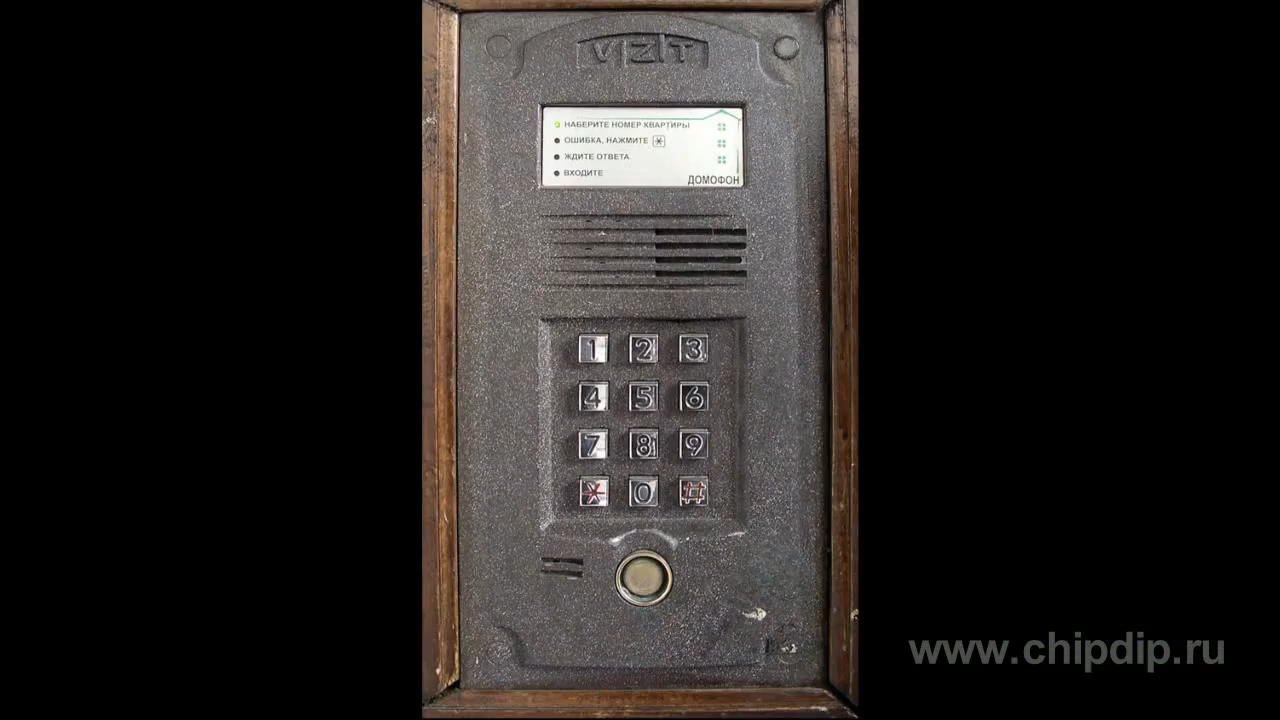 VIZIT
НАБЕРИТЕ НОМЕР КВАРТИРЫ
ОШИБКА, НАЖМИТЕ *
ЖДИТЕ ОТВЕТА
ВХОДИТЕ
ДОМОФОН
1 2 3
4 5 6
7 8 9
* 0 #
www.chipdip.ru